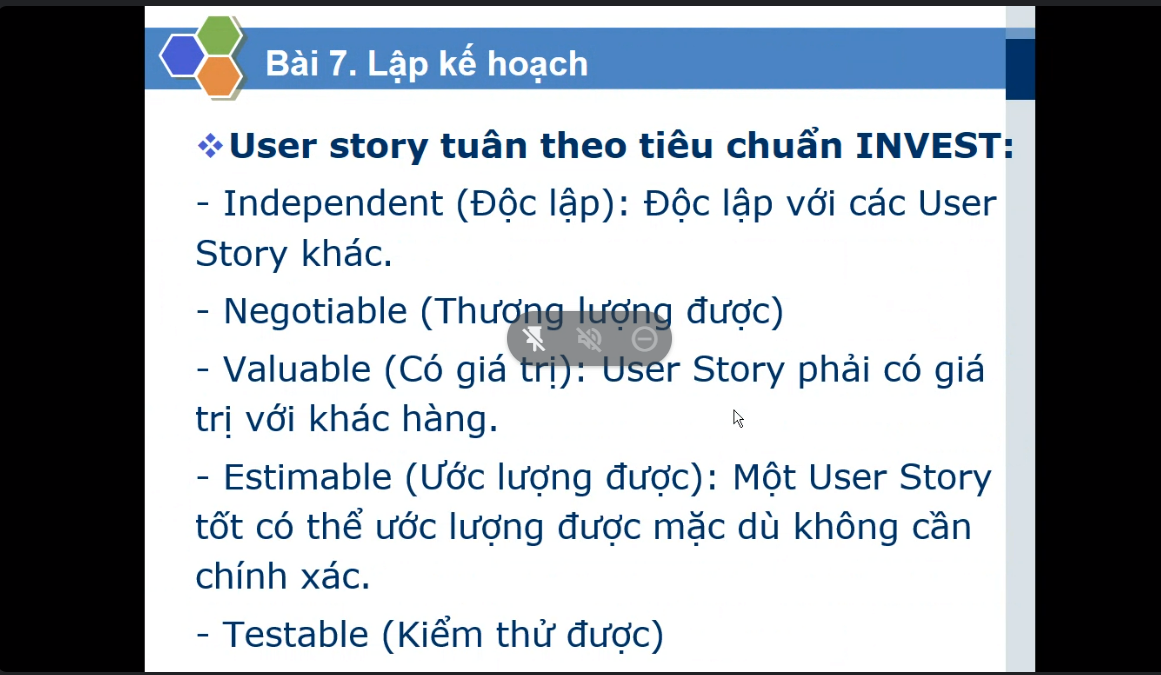 Bài 7. Lập kế hoạch
❖User story tuân theo tiêu chuẩn INVEST:
- Independent (Độc lập): Độc lập với các User
Story khác.
- Negotiable (Thương lượng được)
- Valuable (Có giá trị): User Story phải có giá
trị với khác hàng.
- Estimable (Ước lượng được): Một User Story
tốt có thể ước lượng được mặc dù không cần
chính xác.
- Testable (Kiểm thử được)